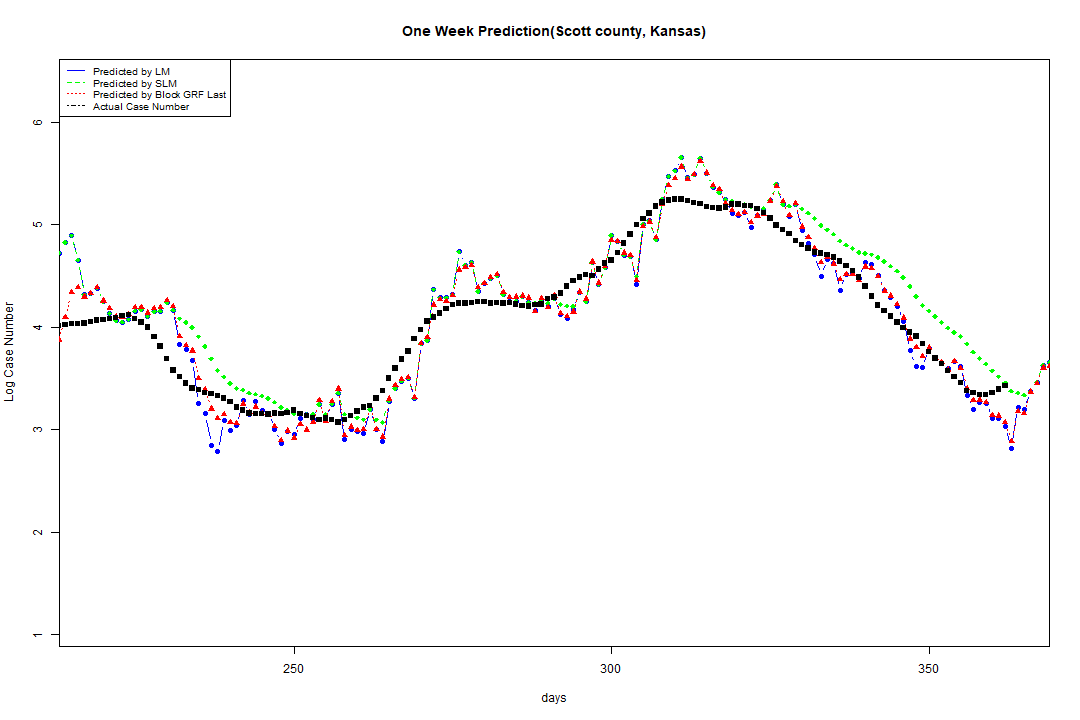 One Week Prediction(Scott county, Kansas)
Predicted by LM
Predicted by SLM
Predicted by Block GRF Last
Actual Case Number
6
5
4
3
2
1
Log Case Number
250 300 350
days